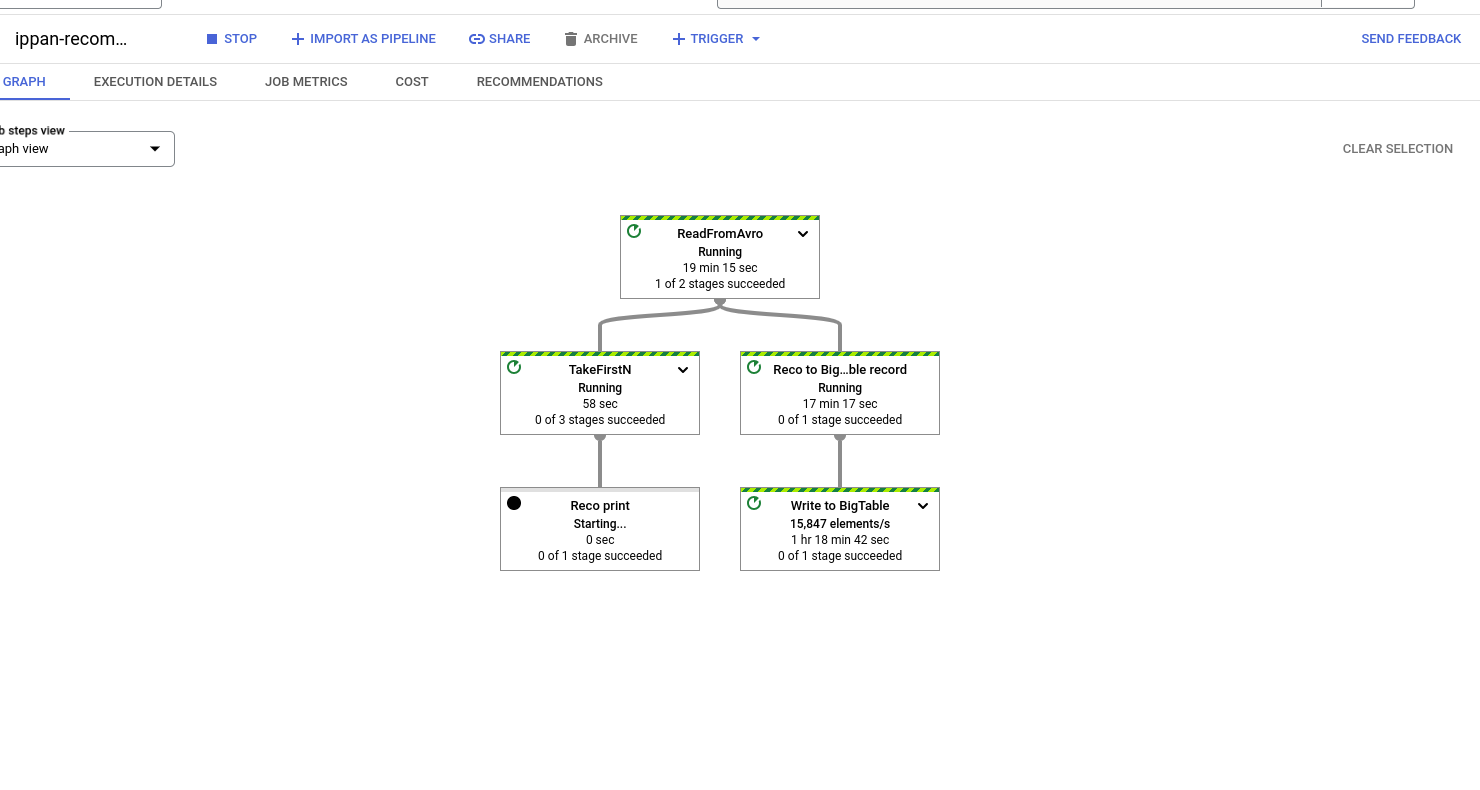 ippan-recom...
STOP
IMPORT AS PIPELINE
SHARE
ARCHIVE
TRIGGER
SEND FEEDBACK
GRAPH
EXECUTION DETAILS
JOB METRICS
COST
RECOMMENDATIONS
b steps view
aph view
CLEAR SELECTION
ReadFromAvro
Running
19 min 15 sec
1 of 2 stages succeeded
TakeFirstN
Running
58 sec
0 of 3 stages succeeded
Reco to Big...ble record
Running
17 min 17 sec
0 of 1 stage succeeded
Reco print
Starting...
0 sec
0 of 1 stage succeeded
Write to BigTable
15,847 elements/s
1 hr 18 min 42 sec
0 of 1 stage succeeded